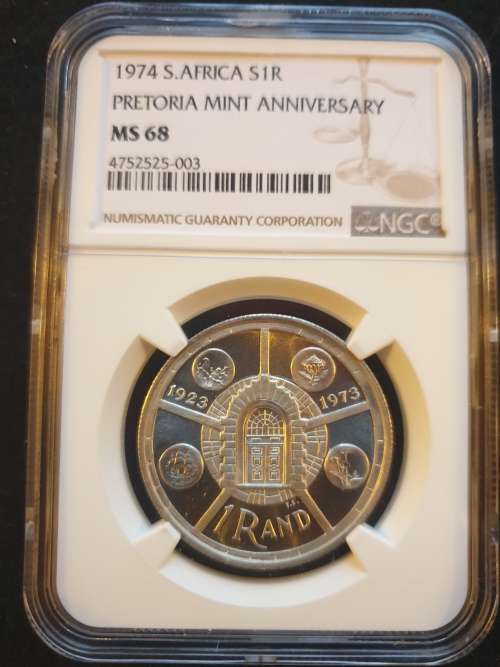 1974 S.AFRICA S1R
PRETORIA MINT ANNIVERSARY
MS 68
4752525-003
NUMISMATIC GUARANTY CORPORATION
NGC®
1923
1973
1 RAND